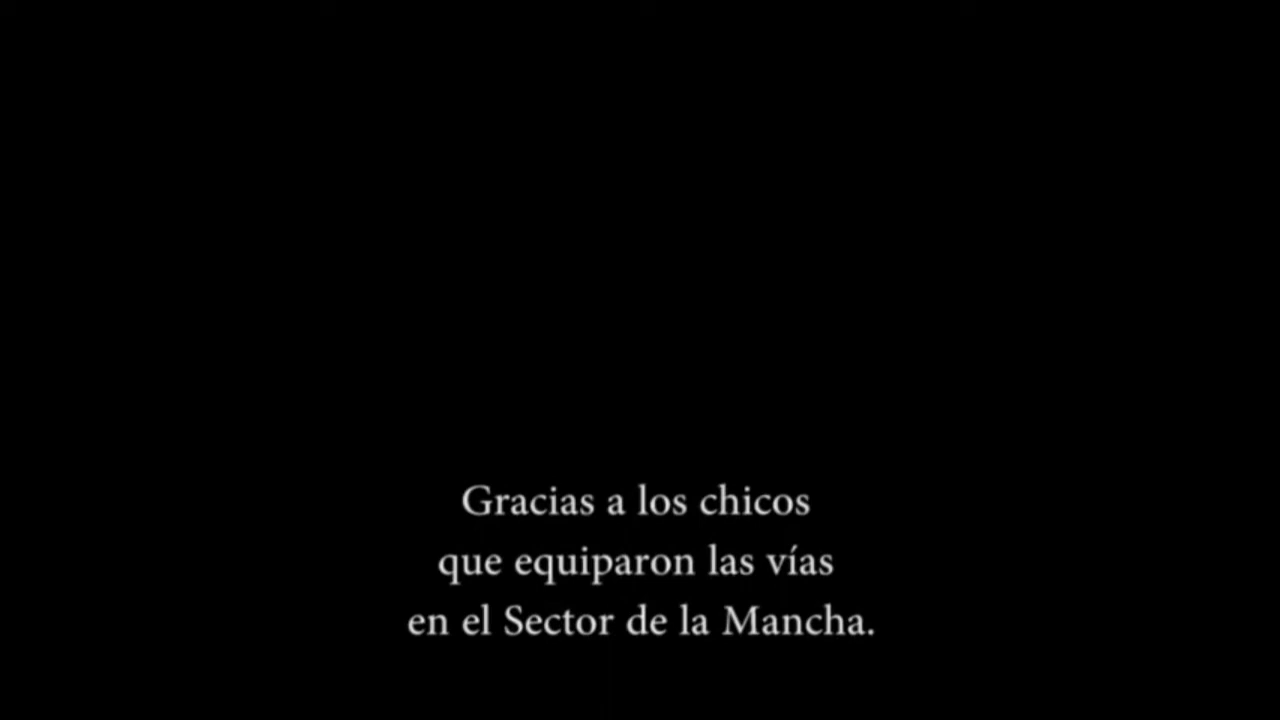 Gracias a los chicos
que equiparon las vías
en el Sector de la Mancha.